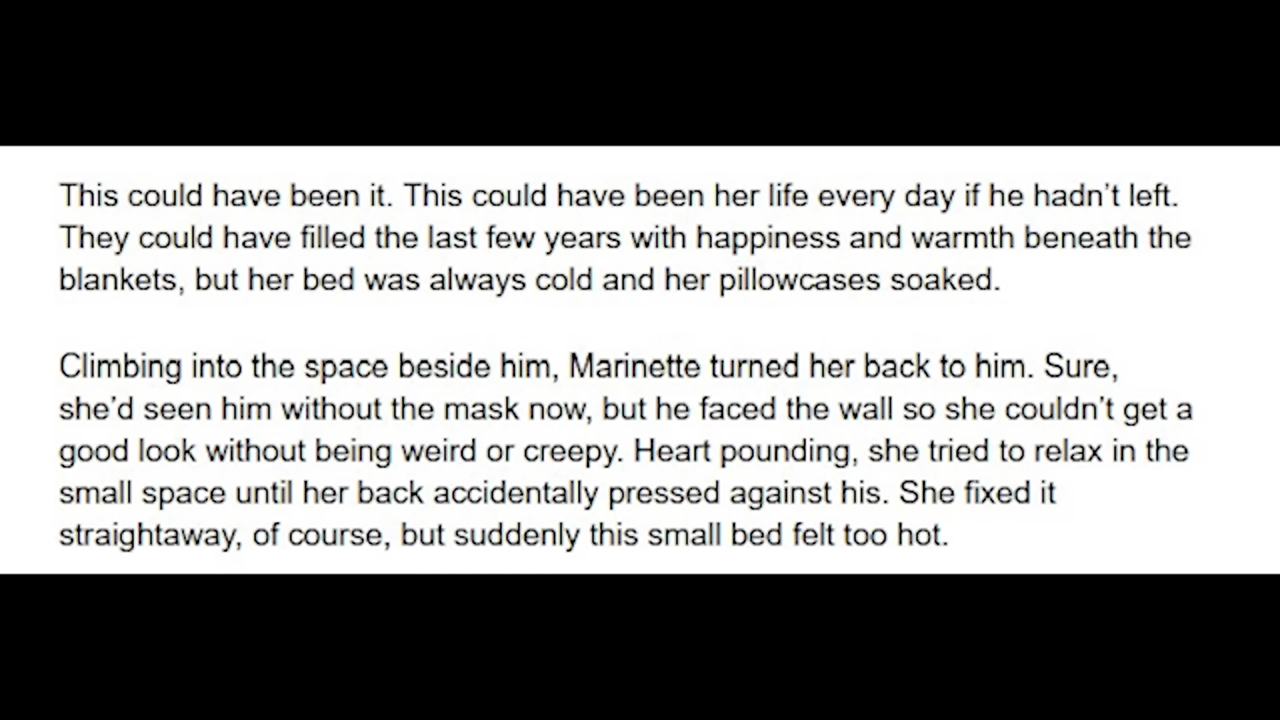 This could have been it. This could have been her life every day if he hadn’t left.
They could have filled the last few years with happiness and warmth beneath the
blankets, but her bed was always cold and her pillowcases soaked.
Climbing into the space beside him, Marinette turned her back to him. Sure,
she’d seen him without the mask now, but he faced the wall so she couldn’t get a
good look without being weird or creepy. Heart pounding, she tried to relax in the
small space until her back accidentally pressed against his. She fixed it
straightaway, of course, but suddenly this small bed felt too hot.